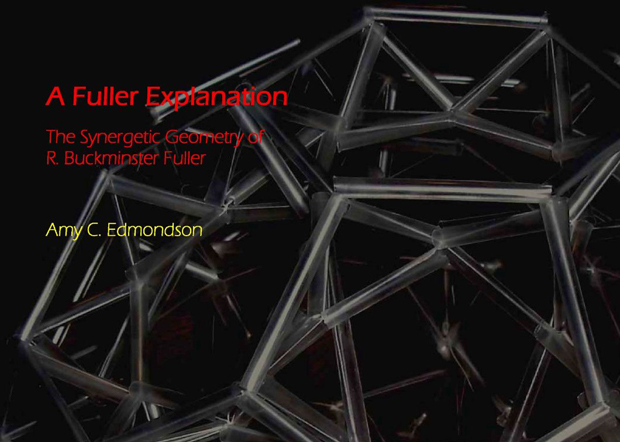 A Fuller Explanation
The Synergetic Geometry of
R. Buckminster Fuller
Amy C. Edmondson